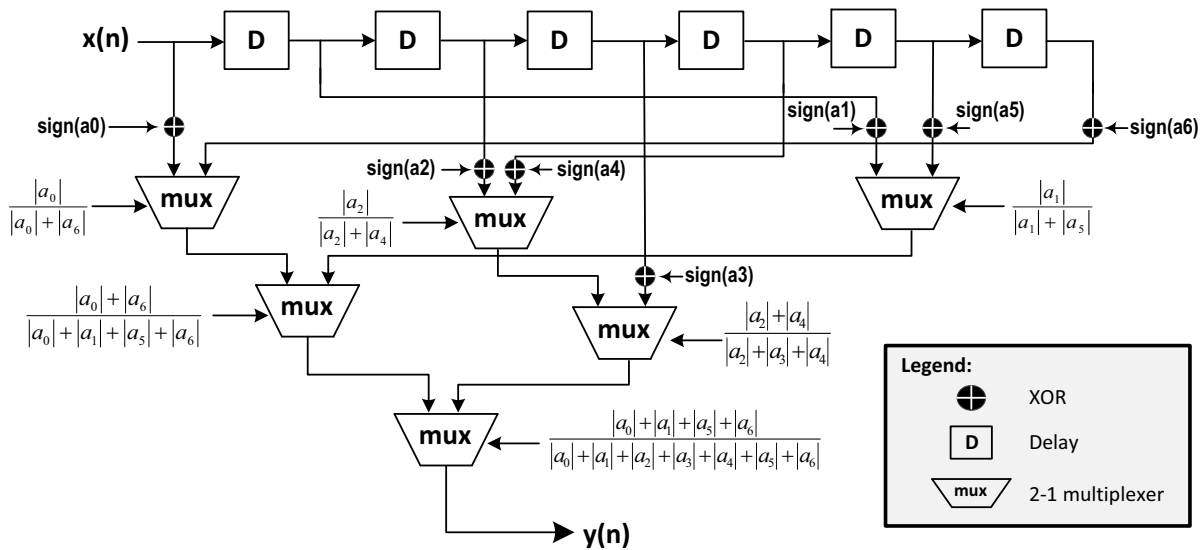 x(n)
D
D
D
D
D
D
sign(a0)
sign(a1)
sign(a5)
sign(a6)
sign(a2)
sign(a4)
mux
|a₀|
|a₀|+|a₆|
mux
|a₂|
|a₂|+|a₄|
mux
|a₁|
|a₁|+|a₅|
sign(a3)
mux
|a₀|+|a₆|
|a₀|+|a₁|+|a₅|+|a₆|
mux
|a₂|+|a₄|
|a₂|+|a₃|+|a₄|
mux
|a₀|+|a₁|+|a₅|+|a₆|
|a₀|+|a₁|+|a₂|+|a₃|+|a₄|+|a₅|+|a₆|
y(n)
Legend:
XOR
D Delay
mux 2-1 multiplexer